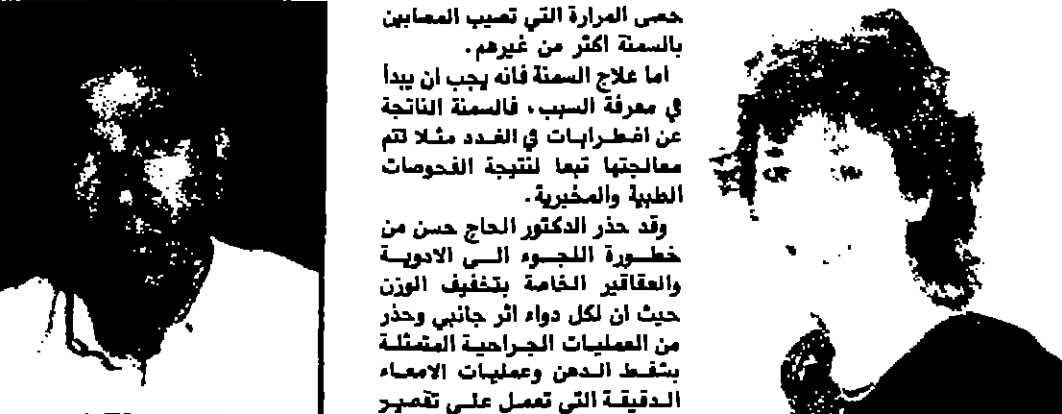 حصى المرارة التي تصيب المصابين
بالسمنة اكثر من غيرهم.
اما علاج السمنة فانه يجب ان يبدأ
في معرفة السبب، فالسمنة الناتجة
عن اضطرابات في الغدد مثلا تتم
معالجتها تبعا لنتيجة الفحوصات
الطبية والمخبرية.
وقد حذر الدكتور الحاج حسن من
خطورة اللجوء الى الادوية
والعقاقير الخاصة بتخفيف الوزن
حيث ان لكل دواء اثر جانبي وحذر
من العمليات الجراحية المتمثلة
بشفط الدهن وعمليات الامعاء
الدقيقة التي تعمل على تقصير